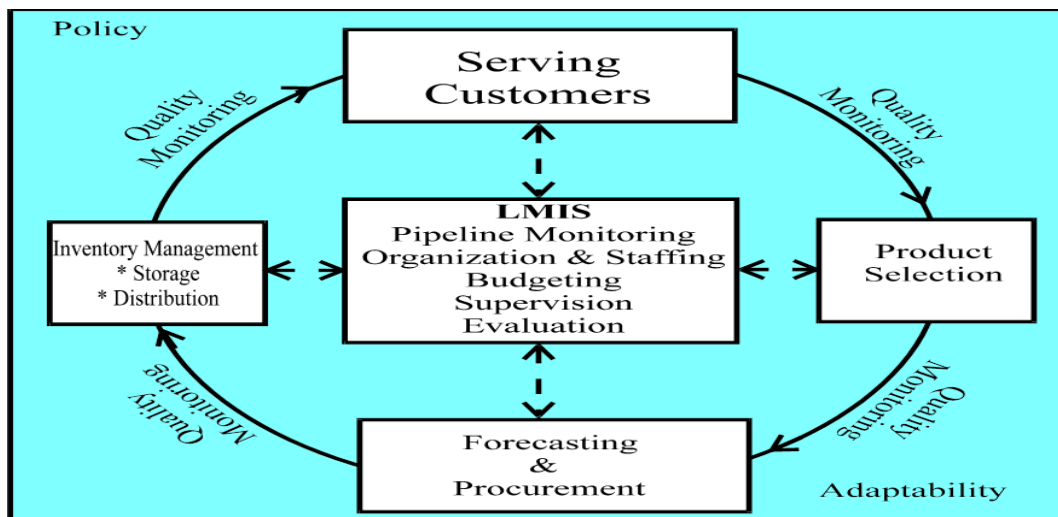 Policy
Serving
Customers
Quality
Monitoring
Quality
Monitoring
LMIS
Pipeline Monitoring
Organization & Staffing
Budgeting
Supervision
Evaluation
Inventory Management
* Storage
* Distribution
Product
Selection
Quality
Monitoring
Quality
Monitoring
Forecasting
&
Procurement
Adaptability